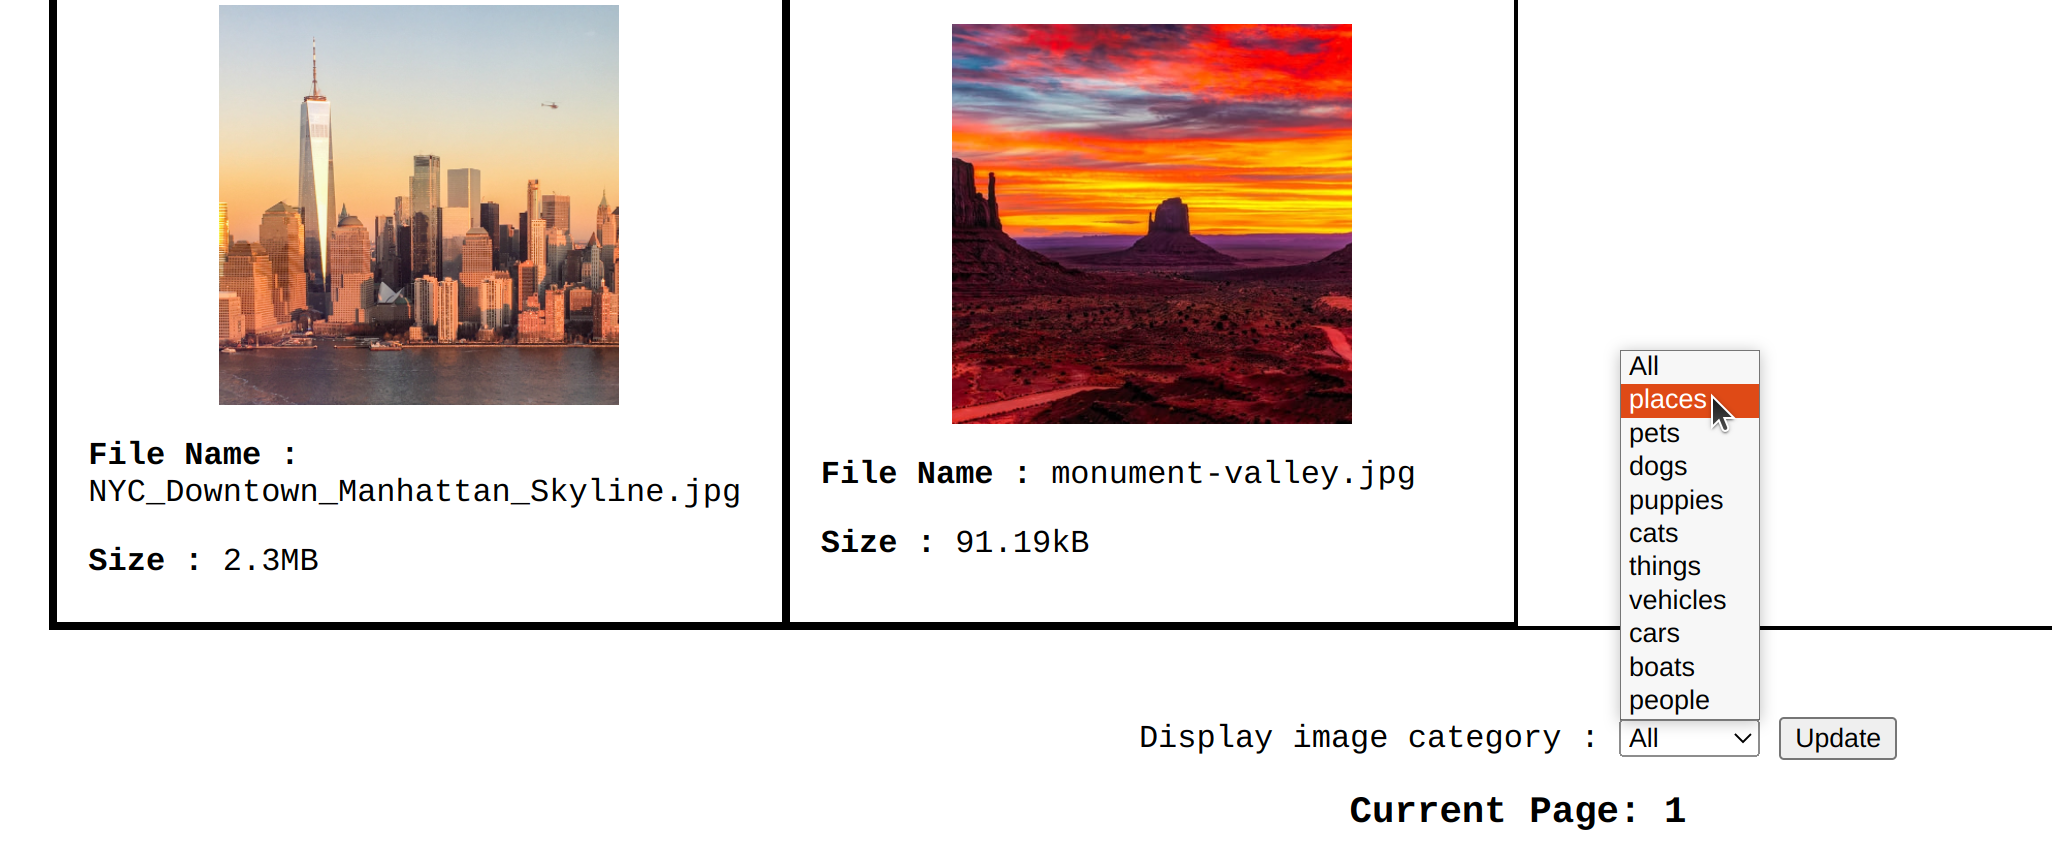 File Name :
NYC_Downtown_Manhattan_Skyline.jpg
Size : 2.3MB
File Name : monument-valley.jpg
Size : 91.19kB
All
places
pets
dogs
puppies
cats
things
vehicles
cars
boats
people
Display image category : All Update
Current Page: 1